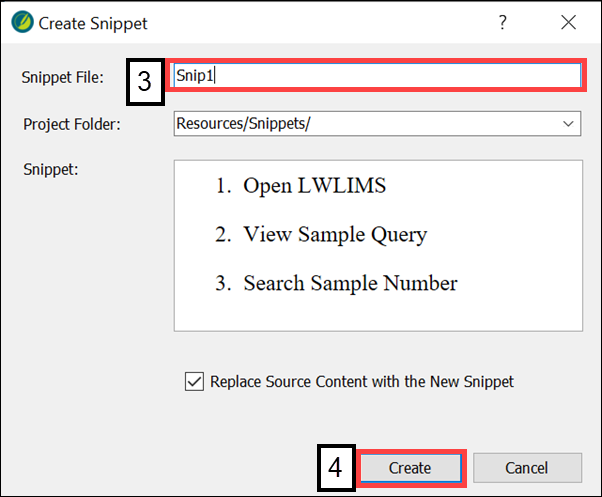 Create Snippet ?
Snippet File: 3 Snip1
Project Folder: Resources/Snippets/
Snippet:
1. Open LWLIMS
2. View Sample Query
3. Search Sample Number
Replace Source Content with the New Snippet
4 Create Cancel